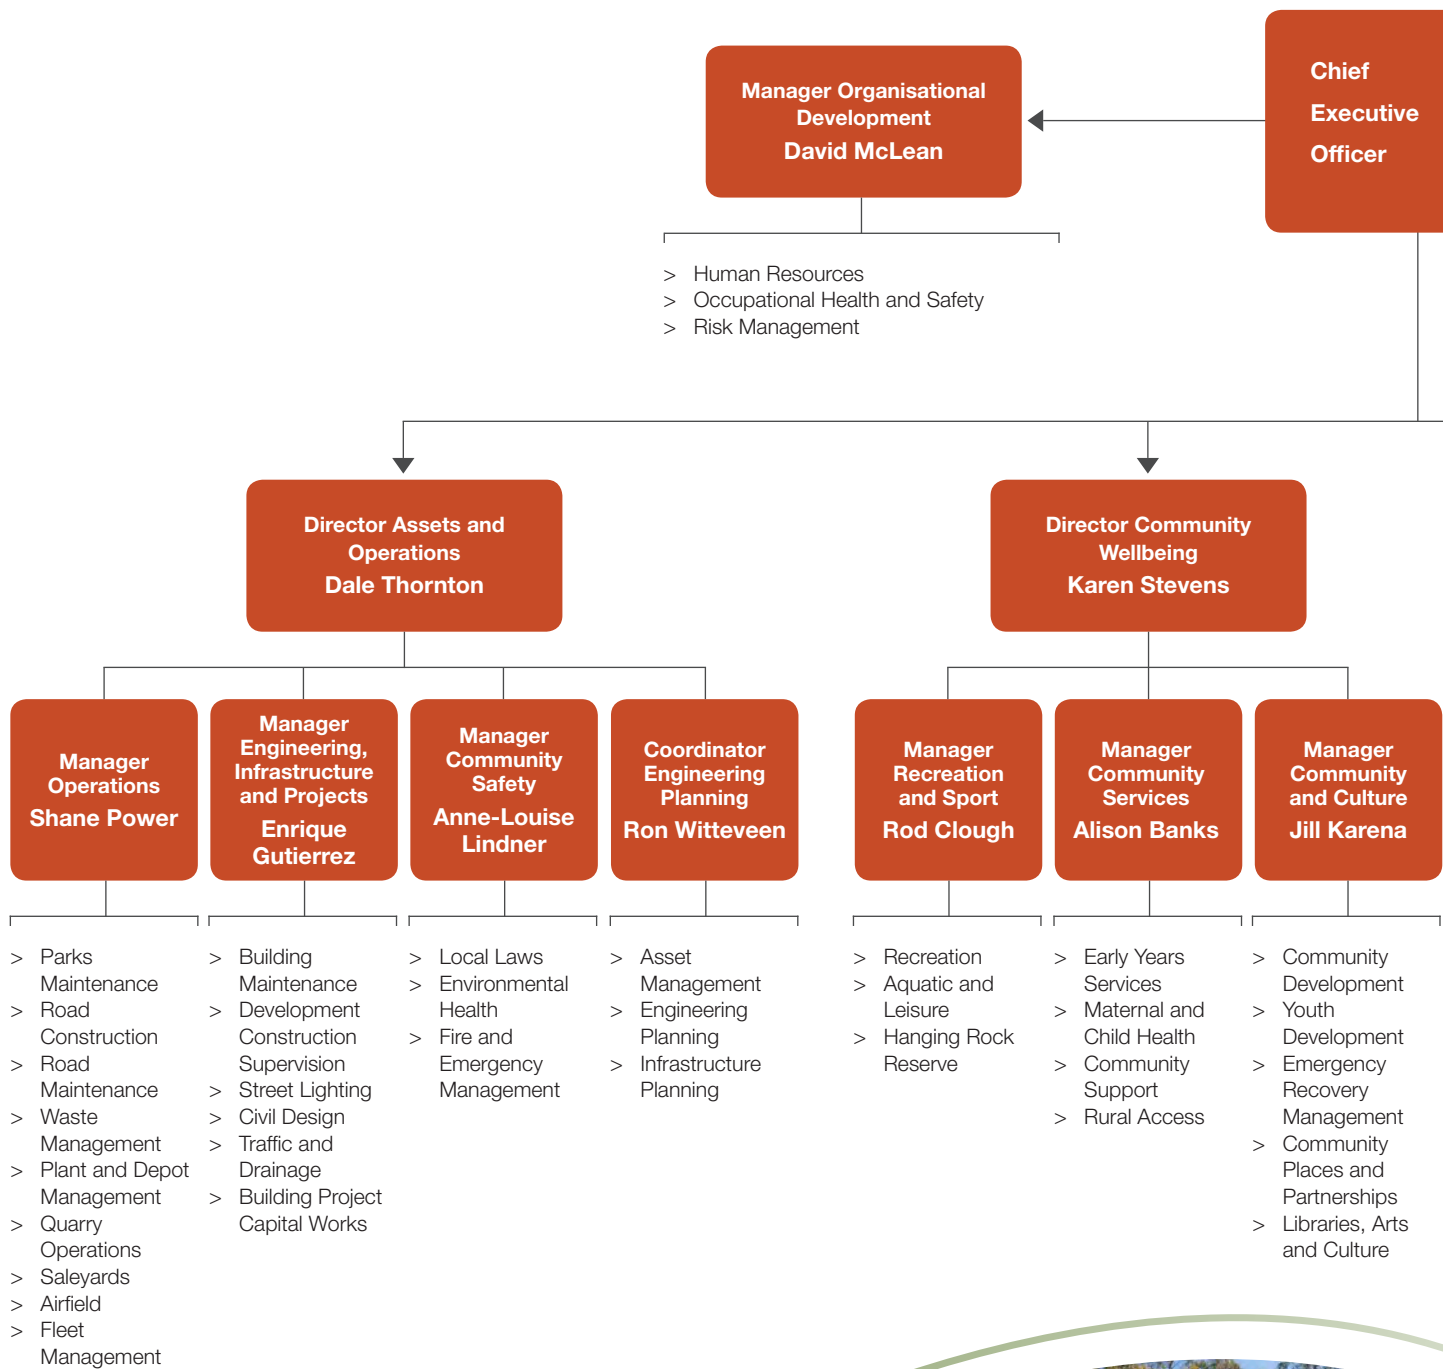 Chief
Executive
Officer
Manager Organisational
Development
David McLean
> Human Resources
> Occupational Health and Safety
> Risk Management
Director Assets and
Operations
Dale Thornton
Director Community
Wellbeing
Karen Stevens
Manager
Operations
Shane Power
Manager
Engineering,
Infrastructure
and Projects
Enrique
Gutierrez
Manager
Community
Safety
Anne-Louise
Lindner
Coordinator
Engineering
Planning
Ron Witteveen
Manager
Recreation
and Sport
Rod Clough
Manager
Community
Services
Alison Banks
Manager
Community
and Culture
Jill Karena
> Parks
Maintenance
> Road
Construction
> Road
Maintenance
> Waste
Management
> Plant and Depot
Management
> Quarry
Operations
> Saleyards
> Airfield
> Fleet
Management
> Building
Maintenance
> Development
Construction
Supervision
> Street Lighting
> Civil Design
> Traffic and
Drainage
> Building Project
Capital Works
> Local Laws
> Environmental
Health
> Fire and
Emergency
Management
> Asset
Management
> Engineering
Planning
> Infrastructure
Planning
> Recreation
> Aquatic and
Leisure
> Hanging Rock
Reserve
> Early Years
Services
> Maternal and
Child Health
> Community
Support
> Rural Access
> Community
Development
> Youth
Development
> Emergency
Recovery
Management
> Community
Places and
Partnerships
> Libraries, Arts
and Culture